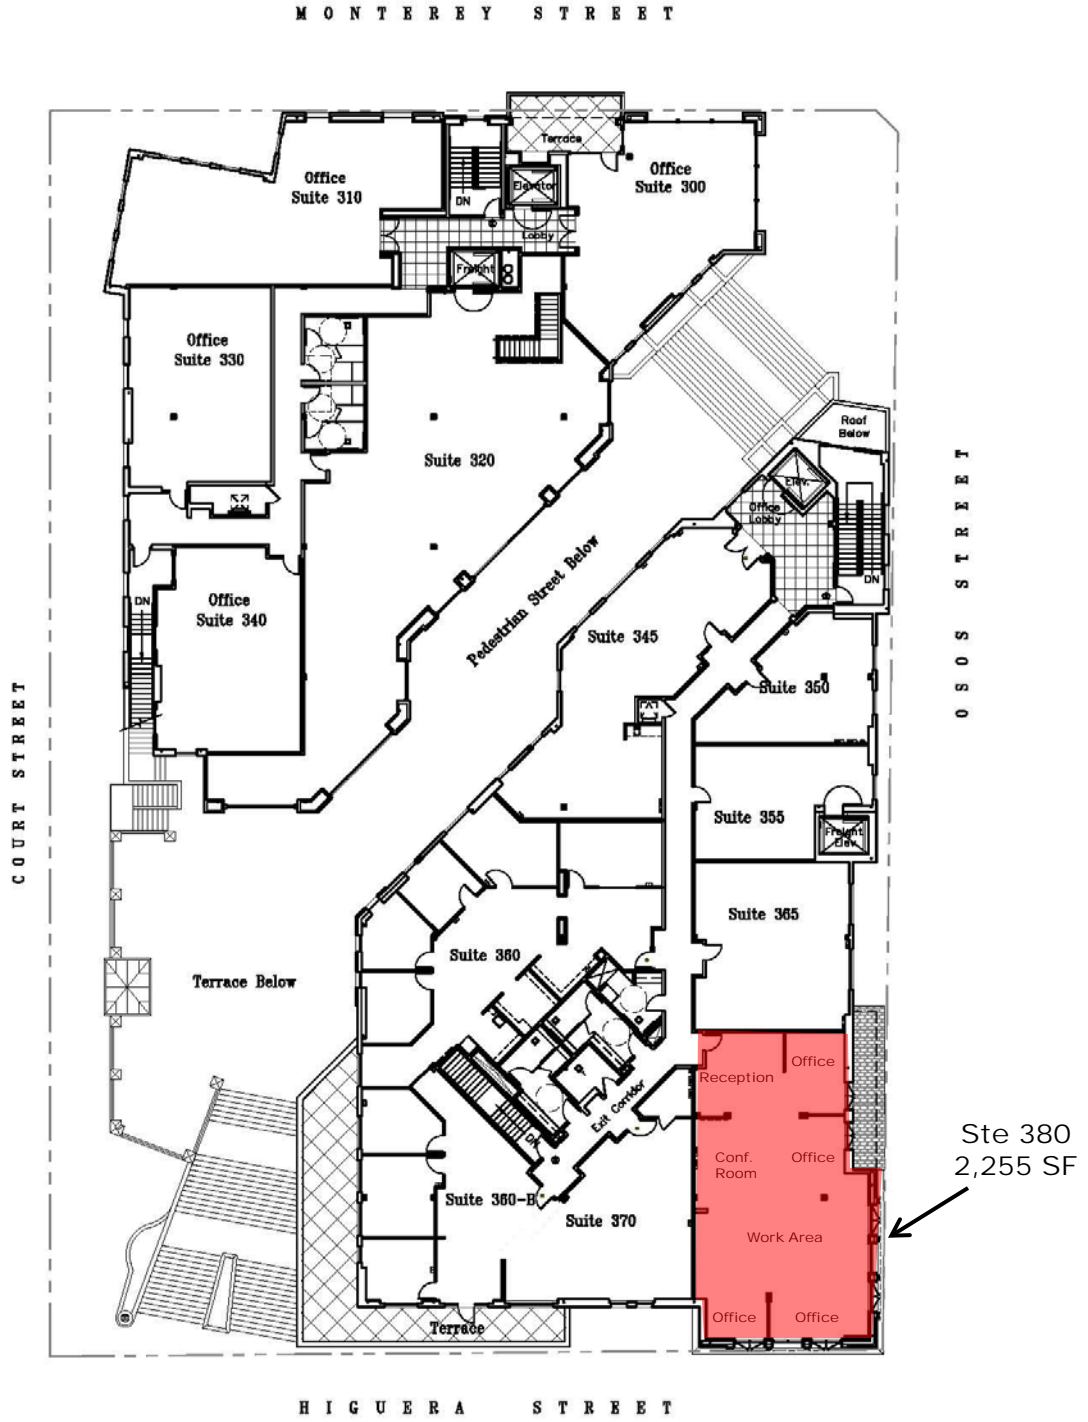 MONTEREY STREET
Terrace
Office
Suite 310
Office
Suite 300
Elevator
DN
Lobby
Freight
Office
Suite 330
Roof
Below
Suite 320
Elev.
Office
Lobby
OSOS STREET
Pedestrian Street Below
DN
DN
Office
Suite 340
Suite 345
Suite 350
COURT STREET
Suite 355
Freight
Elev.
Suite 365
Suite 360
Terrace Below
Office
Reception
Exit Corridor
DN
Ste 380
2,255 SF
Conf.
Room
Office
Suite 360-B
Suite 370
Work Area
Office
Office
Terrace
HIGUERA STREET